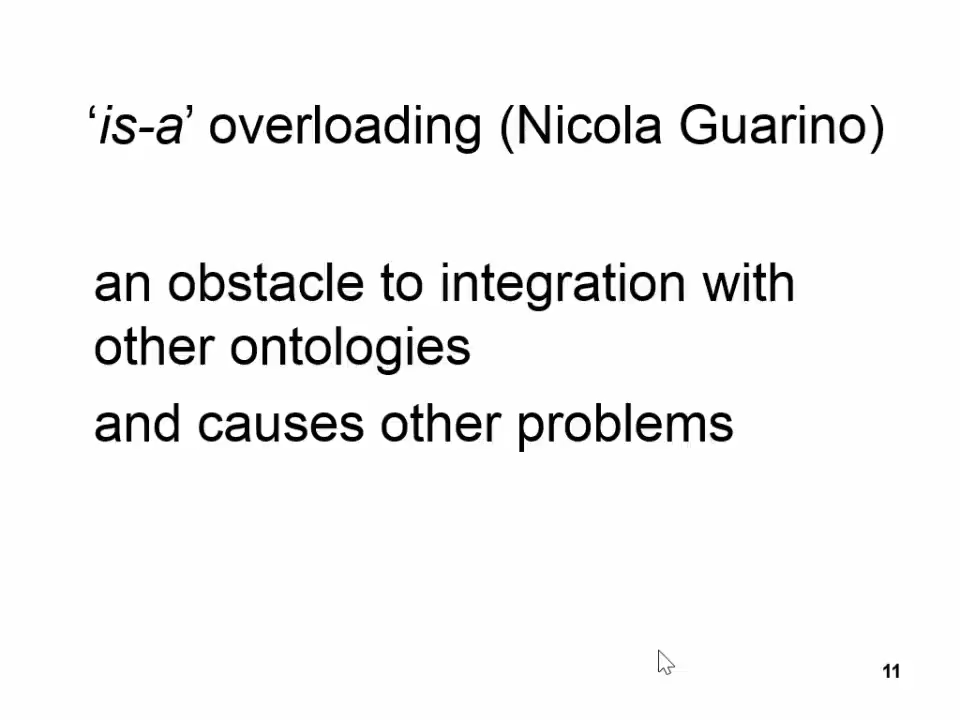 ‘is-a’ overloading (Nicola Guarino)
an obstacle to integration with
other ontologies
and causes other problems
11